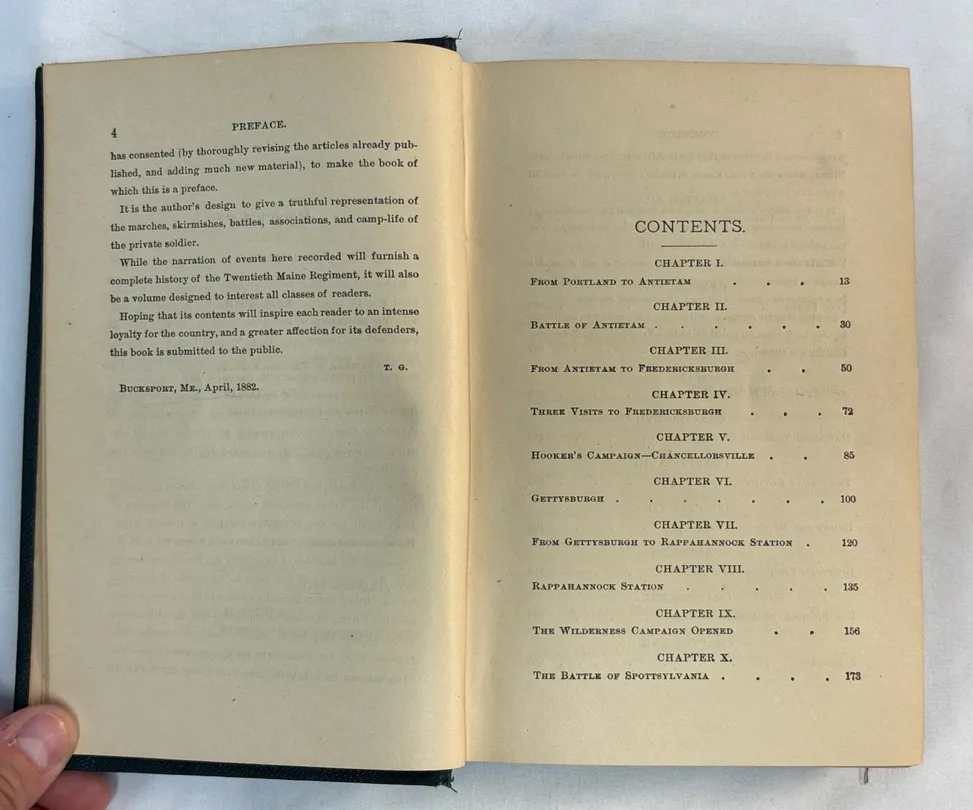 4
PREFACE.
has consented (by thoroughly revising the articles already pub-
lished, and adding much new material), to make the book of
which this is a preface.
It is the author's design to give a truthful representation of
the marches, skirmishes, battles, associations, and camp-life of
the private soldier.
While the narration of events here recorded will furnish a
complete history of the Twentieth Maine Regiment, it will also
be a volume designed to interest all classes of readers.
Hoping that its contents will inspire each reader to an intense
loyalty for the country, and a greater affection for its defenders,
this book is submitted to the public.
T. G.
Bucksport, Me., April, 1882.
CONTENTS.
CHAPTER I.
From Portland to Antietam . . . 13
CHAPTER II.
Battle of Antietam . . . . . . 30
CHAPTER III.
From Antietam to Fredericksburgh . . 50
CHAPTER IV.
Three Visits to Fredericksburgh . . . 72
CHAPTER V.
Hooker's Campaign—Chancellorsville . . 85
CHAPTER VI.
Gettysburgh . . . . . . . 100
CHAPTER VII.
From Gettysburgh to Rappahannock Station . 120
CHAPTER VIII.
Rappahannock Station . . . . . 135
CHAPTER IX.
The Wilderness Campaign Opened . . 156
CHAPTER X.
The Battle of Spottsylvania . . . . 173